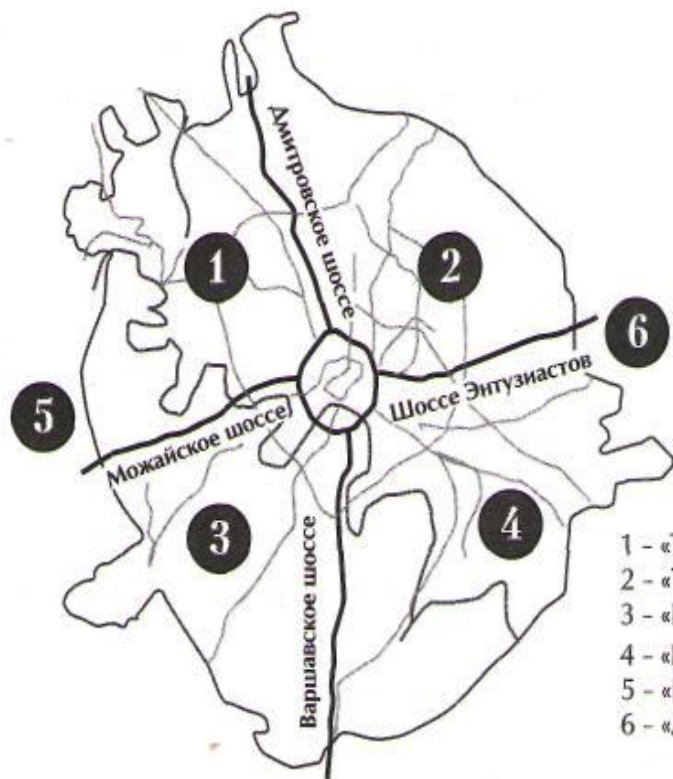 Дмитровское шоссе
1
2
6
Шоссе Энтузиастов
5
Можайское шоссе
3
Варшавское шоссе
4
1 - «
2 - «
3 - «
4 - «
5 - «
6 - «